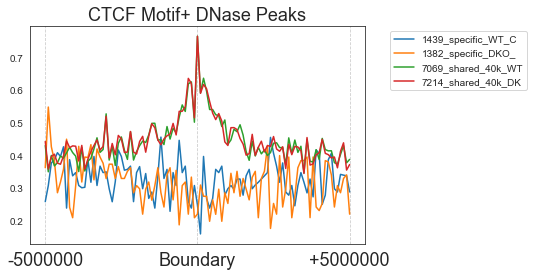 CTCF Motif+ DNase Peaks
0.7
0.6
0.5
0.4
0.3
0.2
-5000000
Boundary
+5000000
1439_specific_WT_C
1382_specific_DKO_
7069_shared_40k_WT
7214_shared_40k_DK